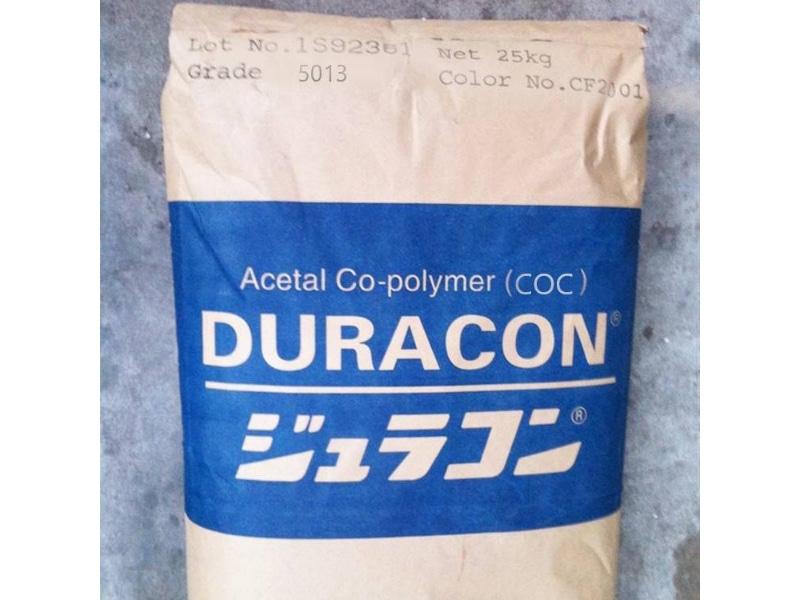 Lot No.1S92361 Net 25kg
Grade 5013 Color No.CF2001
Acetal Co-polymer (COC)
DURACON®
ジュラコン®